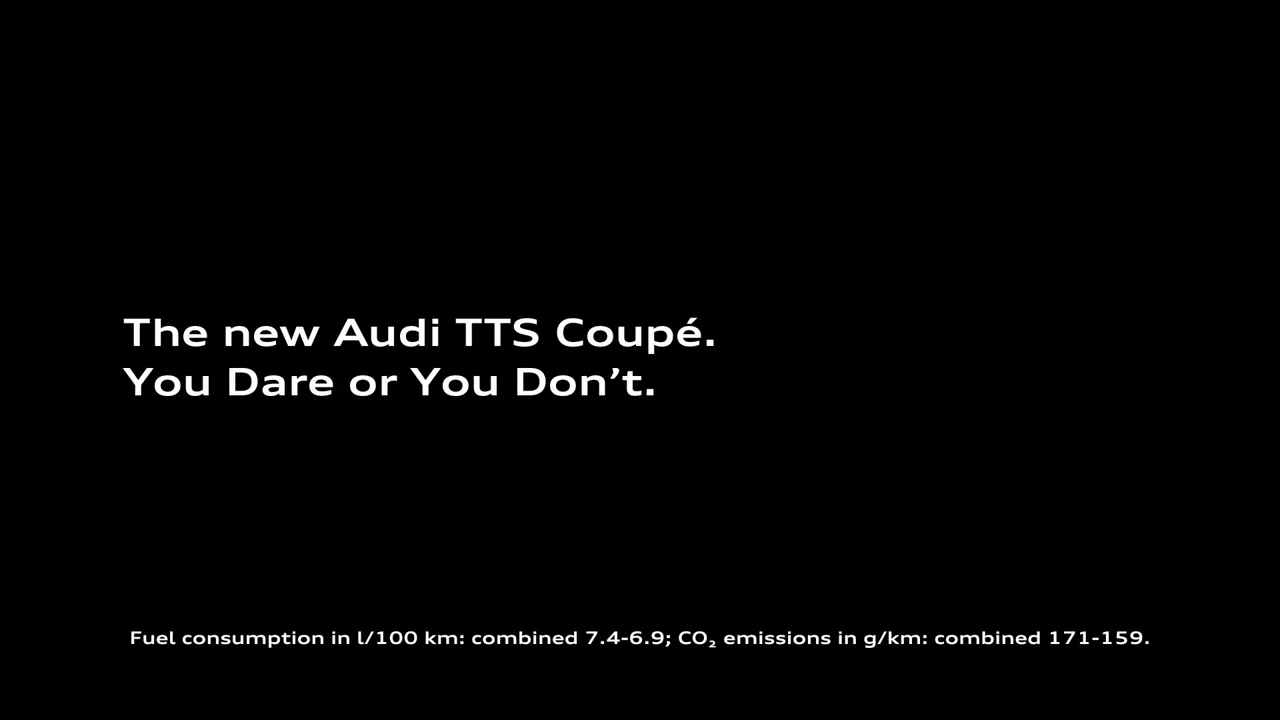 The new Audi TTS Coupé.
You Dare or You Don’t.
Fuel consumption in l/100 km: combined 7.4-6.9; CO₂ emissions in g/km: combined 171-159.